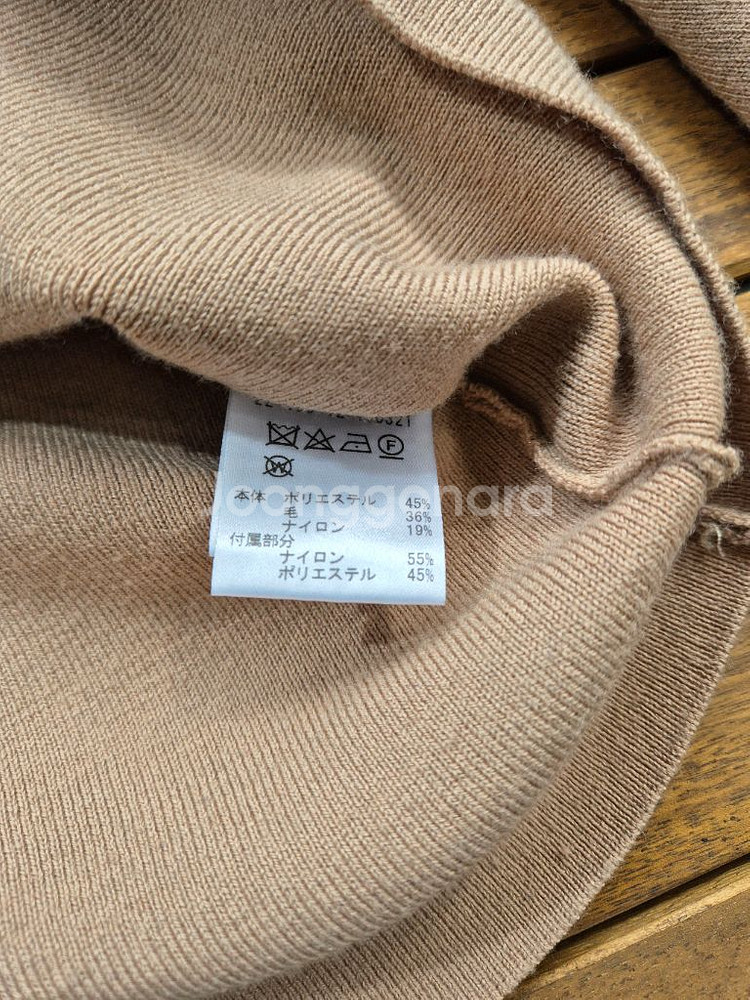 本体 ポリエステル 45%
毛 36%
ナイロン 19%
付属部分
ナイロン 55%
ポリエステル 45%
joonggonara